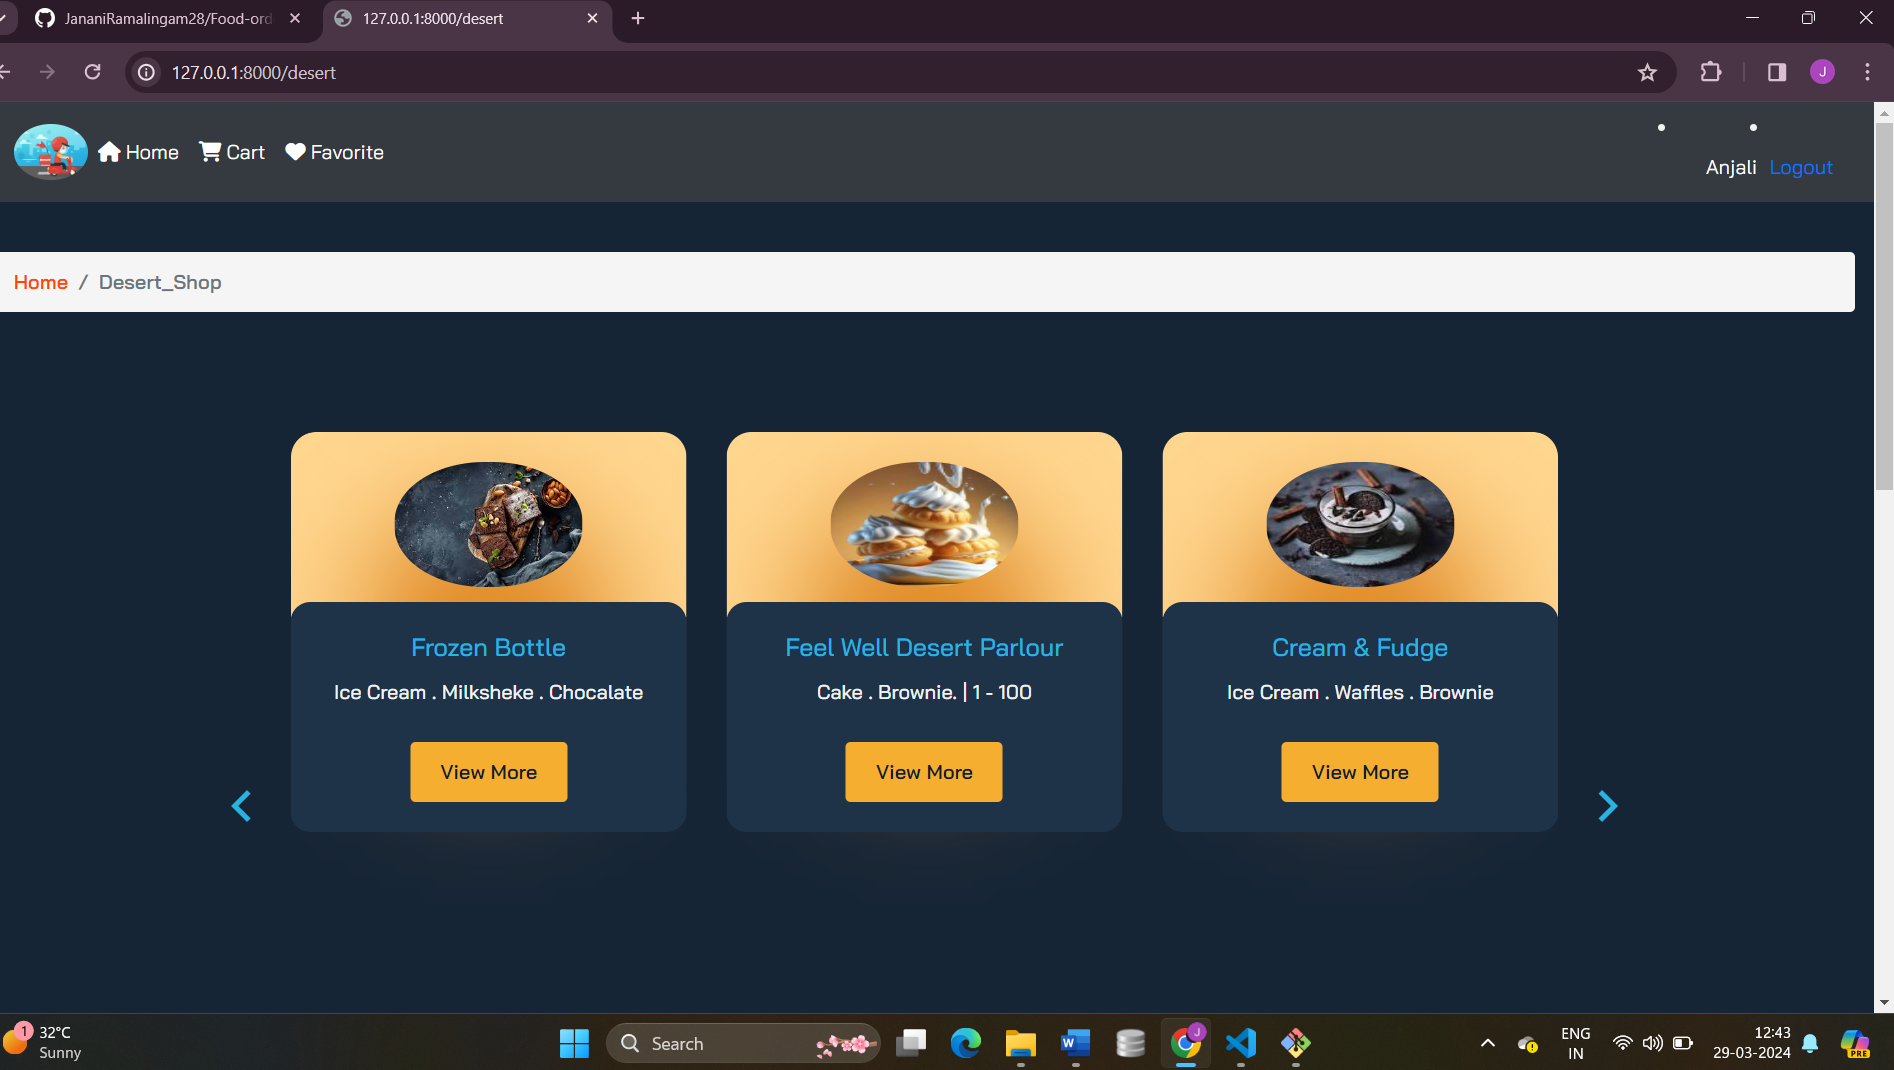 JananiRamalingam28/Food-ord
127.0.0.1:8000/desert
127.0.0.1:8000/desert
J
Home
Cart
Favorite
Anjali
Logout
Home / Desert_Shop
Frozen Bottle
Ice Cream . Milksheke . Chocalate
View More
Feel Well Desert Parlour
Cake . Brownie. | 1 - 100
View More
Cream & Fudge
Ice Cream . Waffles . Brownie
View More
1
32°C
Sunny
Search
W
J
ENG
IN
12:43
29-03-2024
PRE